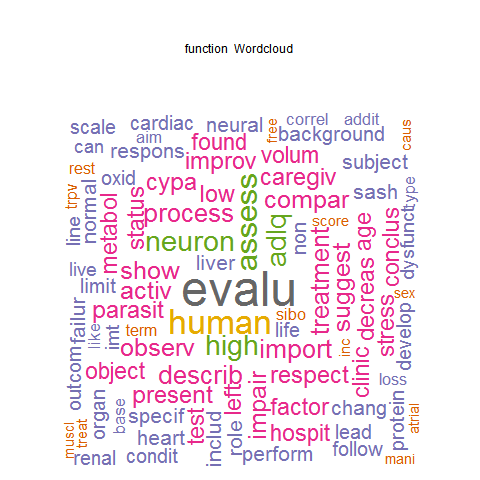 function Wordcloud
scale
cardiac
neural
free
correl
addit
caus
can
aim
found
background
rest
respons
improv
volum
subject
trpv
oxid
cypa
low
assess
caregiv
compar
sash
type
line
normal
metabol
status
process
neuron
adlq
non
score
dysfunct
live
show
liver
treatment
suggest
decreas
age
conclus
limit
activ
evalu
failur
parasit
human
sibo
life
stress
sex
outcom
like
imt
term
observ
high
import
inc
clinic
develop
object
describ
respect
loss
organ
base
present
leftb
impair
factor
chang
protein
atrial
specif
test
includ
role
hospit
lead
muscl
treat
heart
perform
follow
renal
condit
mani